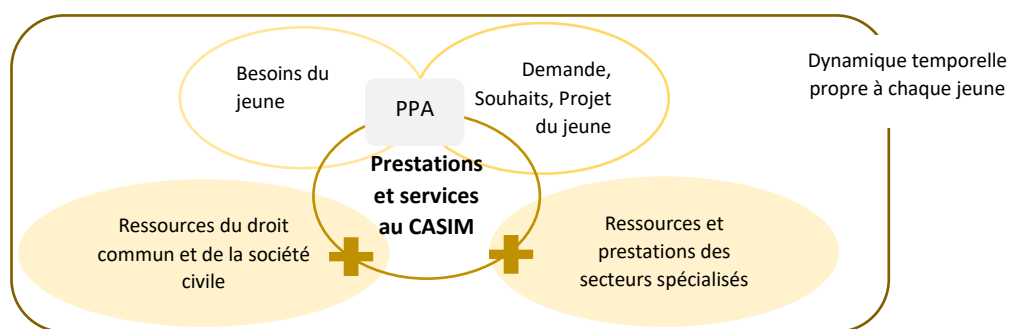 Besoins du
jeune
PPA
Demande,
Souhaits, Projet
du jeune
Dynamique temporelle
propre à chaque jeune
Prestations
et services
au CASIM
Ressources du droit
commun et de la société
civile
Ressources et
prestations des
secteurs spécialisés